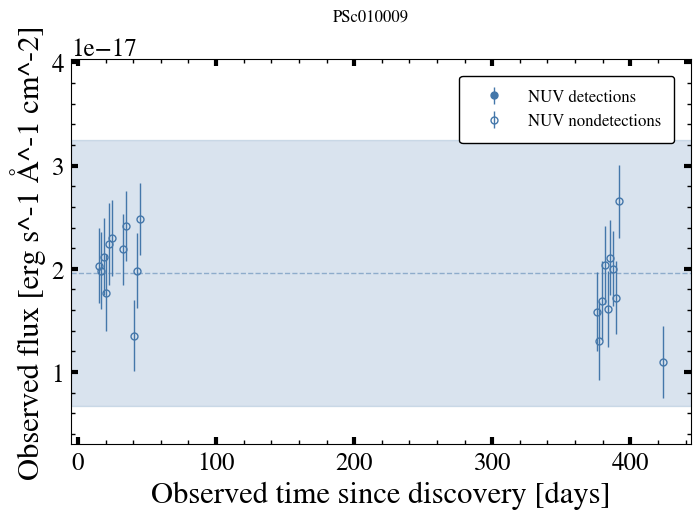 PSc010009
1e−17
Observed flux [erg s^-1 Å^-1 cm^-2]
4
3
2
1
NUV detections
NUV nondetections
0 100 200 300 400
Observed time since discovery [days]